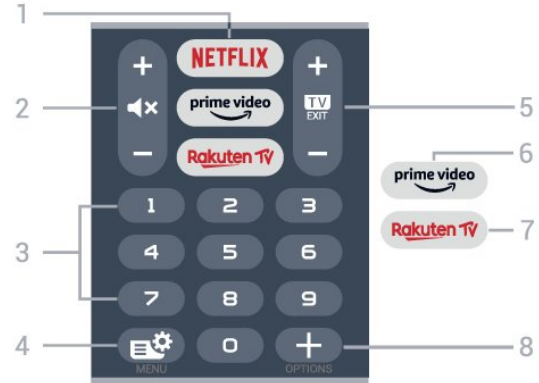 1
+ NETFLIX +
2 prime video TV EXIT 5
6
prime video
- Rakuten TV -
Rakuten TV 7
1 2 3
3 4 5 6
7 8 9
4 0 + 8
MENU OPTIONS